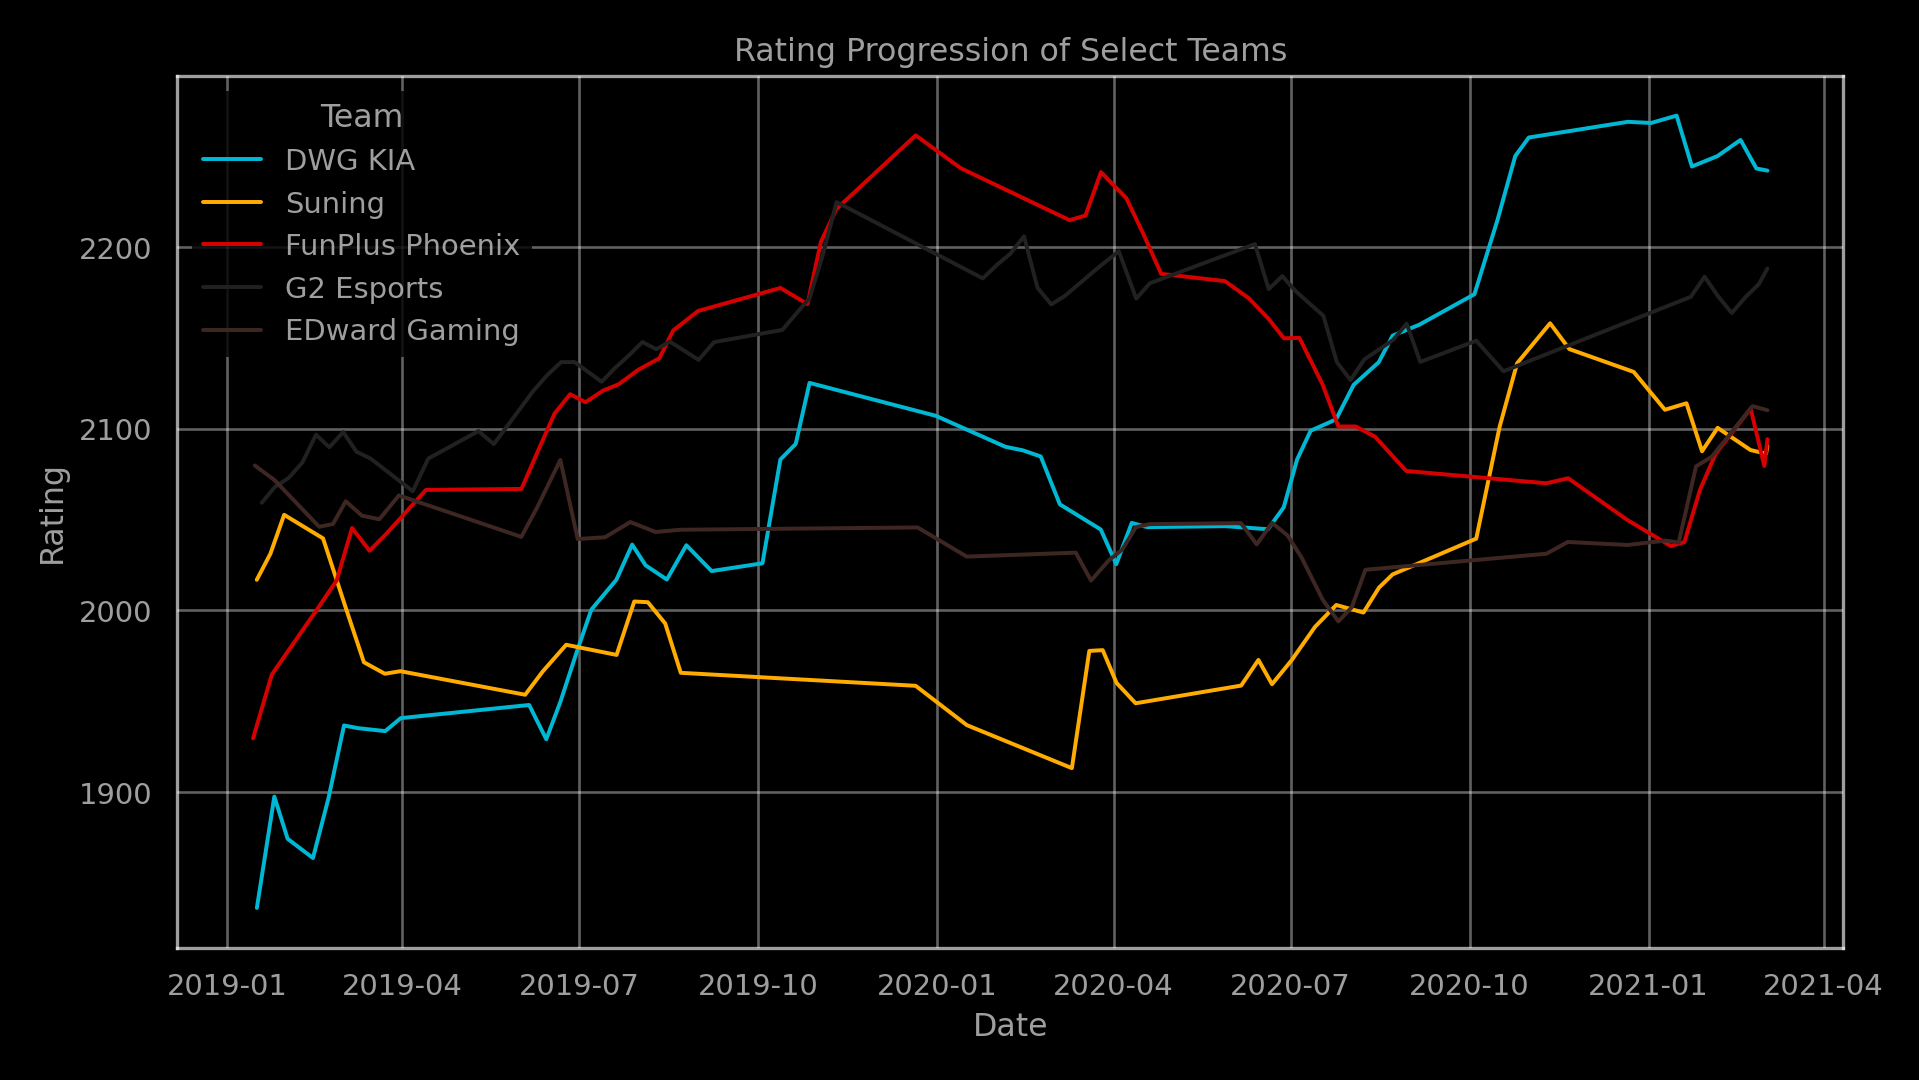 Rating Progression of Select Teams
Team
DWG KIA
Suning
FunPlus Phoenix
G2 Esports
EDward Gaming
2200
2100
2000
1900
Rating
2019-01 2019-04 2019-07 2019-10 2020-01 2020-04 2020-07 2020-10 2021-01 2021-04
Date